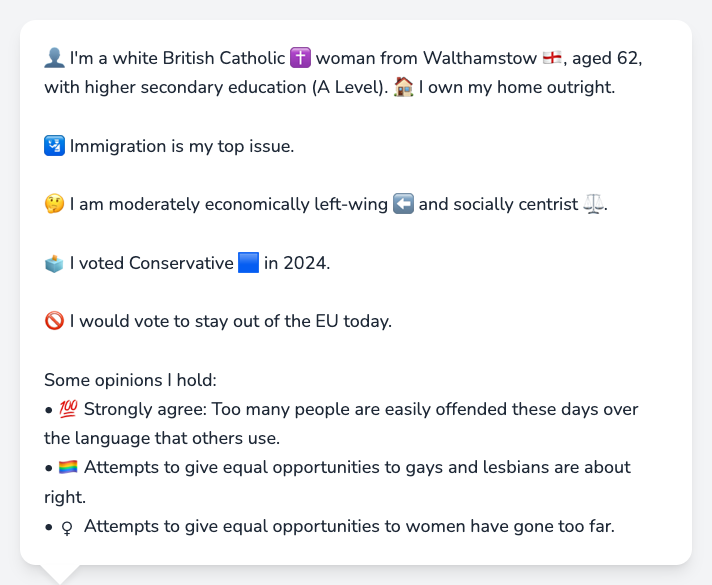 👤 I'm a white British Catholic ✝️ woman from Walthamstow 🏴󠁧󠁢󠁥󠁮󠁧󠁿, aged 62,
with higher secondary education (A Level). 🏠 I own my home outright.
🛂 Immigration is my top issue.
🤔 I am moderately economically left-wing ⬅️ and socially centrist ⚖️.
🗳️ I voted Conservative 🟦 in 2024.
🚫 I would vote to stay out of the EU today.
Some opinions I hold:
• 💯 Strongly agree: Too many people are easily offended these days over
the language that others use.
• 🏳️‍🌈 Attempts to give equal opportunities to gays and lesbians are about
right.
• ♀ Attempts to give equal opportunities to women have gone too far.